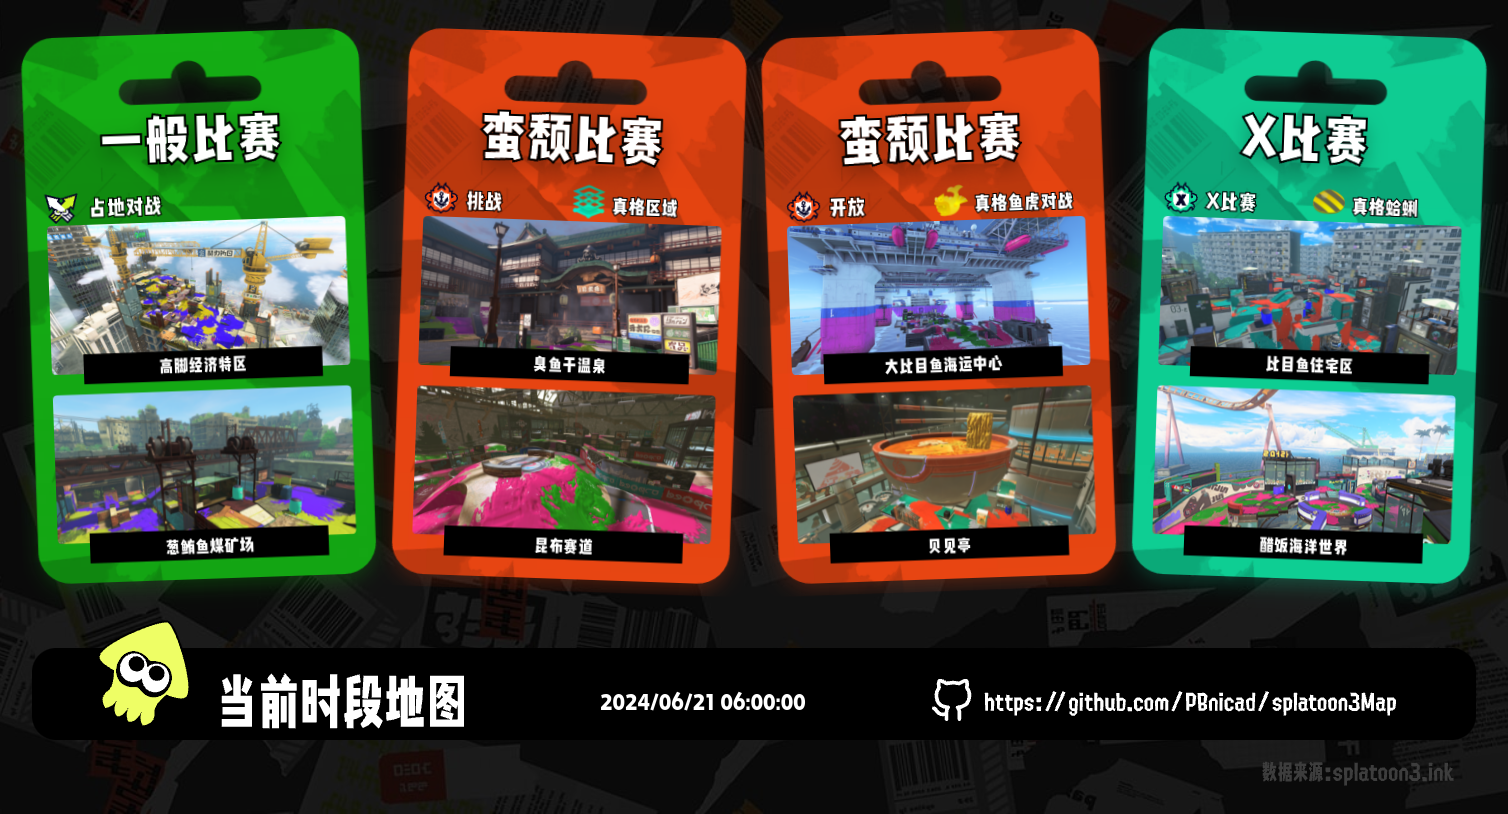 一般比赛
占地对战
高脚经济特区
葱鲔鱼煤矿场
蛮颓比赛
挑战
真格区域
臭鱼干温泉
昆布赛道
蛮颓比赛
开放
真格鱼虎对战
大比目鱼海运中心
贝见亭
X比赛
X比赛
真格蛤蜊
比目鱼住宅区
醋饭海洋世界
当前时段地图
2024/06/21 06:00:00
https://github.com/PBnicad/splatoon3Map
数据来源:splatoon3.ink